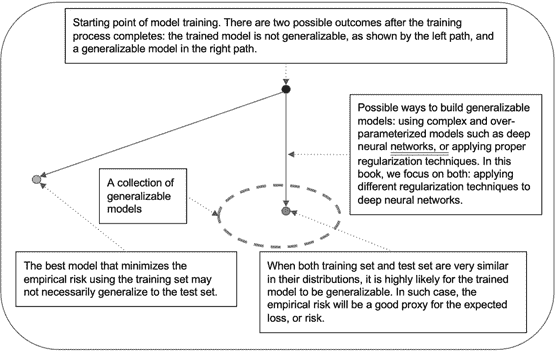 Starting point of model training. There are two possible outcomes after the training
process completes: the trained model is not generalizable, as shown by the left path, and
a generalizable model in the right path.
Possible ways to build generalizable
models: using complex and over-
parameterized models such as deep
neural networks, or applying proper
regularization techniques. In this
book, we focus on both: applying
different regularization techniques to
deep neural networks.
A collection of
generalizable
models
The best model that minimizes the
empirical risk using the training set may
not necessarily generalize to the test set.
When both training set and test set are very similar
in their distributions, it is highly likely for the trained
model to be generalizable. In such case, the
empirical risk will be a good proxy for the expected
loss, or risk.